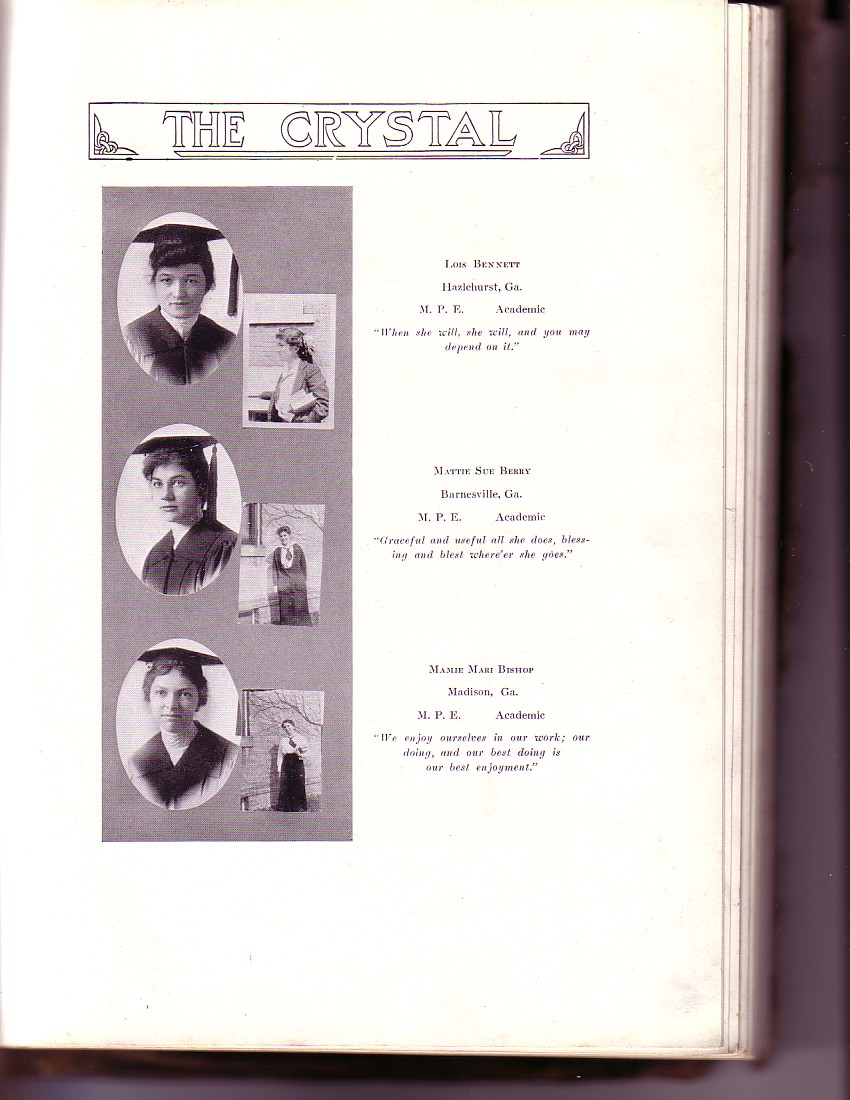 THE CRYSTAL
Lois Bennett
Hazlehurst, Ga.
M. P. E. Academic
"When she will, she will, and you may
depend on it."
Mattie Sue Berry
Barnesville, Ga.
M. P. E. Academic
"Graceful and useful all she does, bless-
ing and blest where'er she goes."
Mamie Mari Bishop
Madison, Ga.
M. P. E. Academic
"We enjoy ourselves in our work; our
doing, and our best doing is
our best enjoyment."